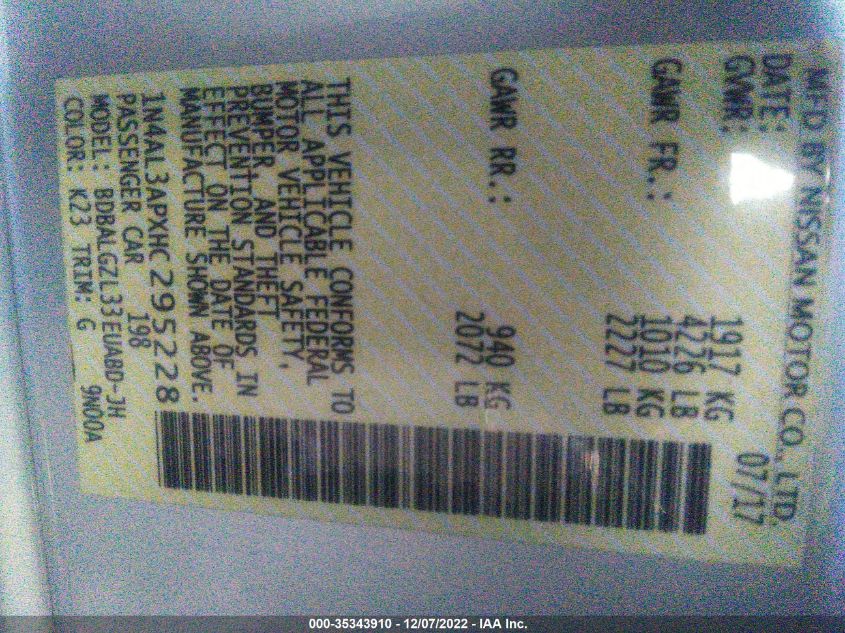 MFD BY NISSAN MOTOR CO., LTD.
DATE: 07/17
GVWR: 1917 KG
4226 LB
GAWR FR.: 1010 KG
2227 LB
GAWR RR.: 940 KG
2072 LB
THIS VEHICLE CONFORMS TO
ALL APPLICABLE FEDERAL
MOTOR VEHICLE SAFETY,
BUMPER, AND THEFT
PREVENTION STANDARDS IN
EFFECT ON THE DATE OF
MANUFACTURE SHOWN ABOVE.
1N4AL3APXHC295228
PASSENGER CAR 198
MODEL: BDBALGZL33EUABD-JH
COLOR: K23 TRIM: G 9N00A
000-35343910 - 12/07/2022 - IAA Inc.